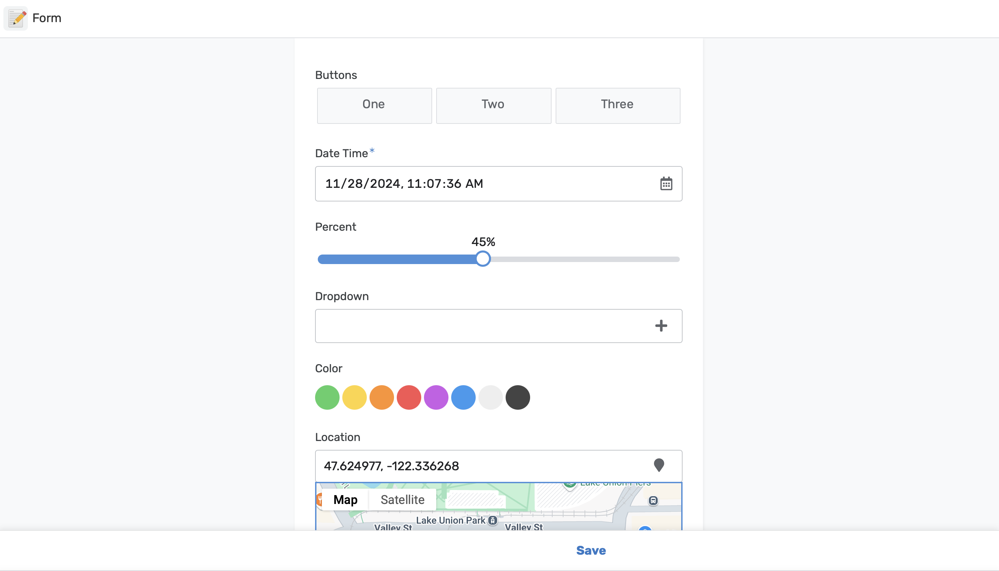 Form
Buttons
One Two Three
Date Time*
11/28/2024, 11:07:36 AM
Percent
45%
Dropdown
Color
Location
47.624977, -122.336268
Lake Union Piers
Map Satellite
Lake Union Park
Valley St Valley St
Save